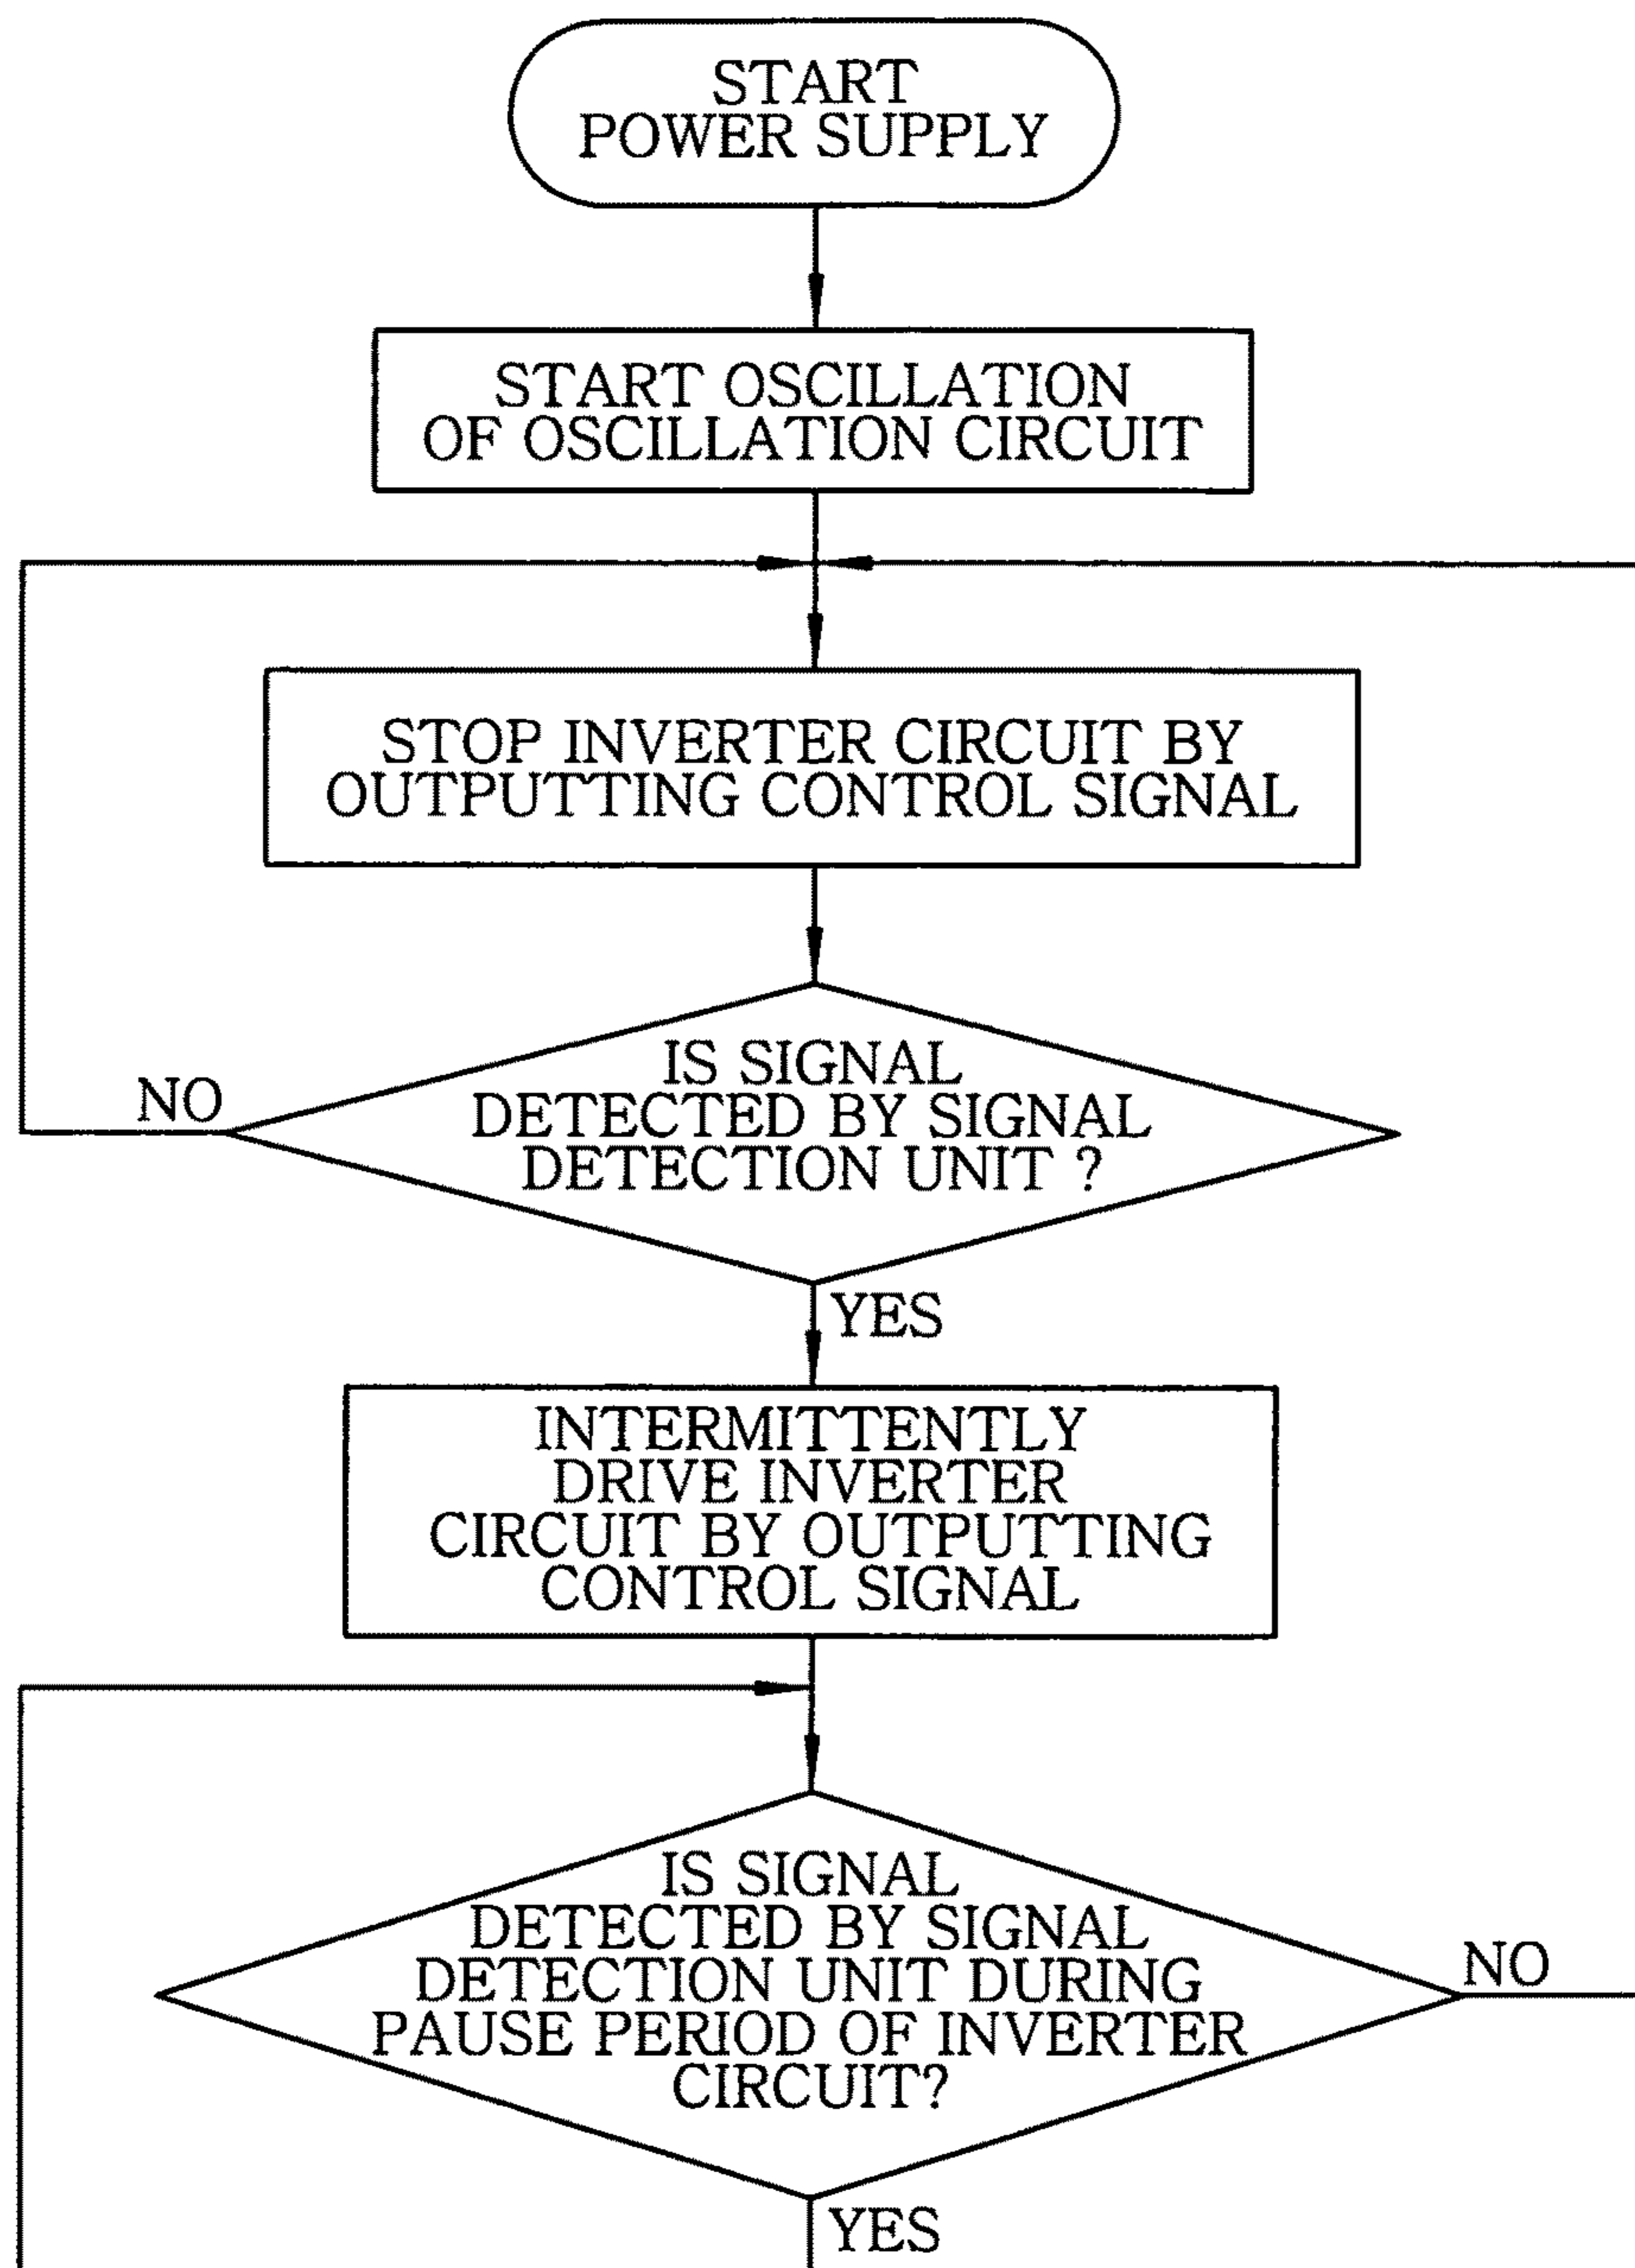 START
POWER SUPPLY
START OSCILLATION
OF OSCILLATION CIRCUIT
STOP INVERTER CIRCUIT BY
OUTPUTTING CONTROL SIGNAL
IS SIGNAL
DETECTED BY SIGNAL
DETECTION UNIT ?
NO
YES
INTERMITTENTLY
DRIVE INVERTER
CIRCUIT BY OUTPUTTING
CONTROL SIGNAL
IS SIGNAL
DETECTED BY SIGNAL
DETECTION UNIT DURING
PAUSE PERIOD OF INVERTER
CIRCUIT?
NO
YES